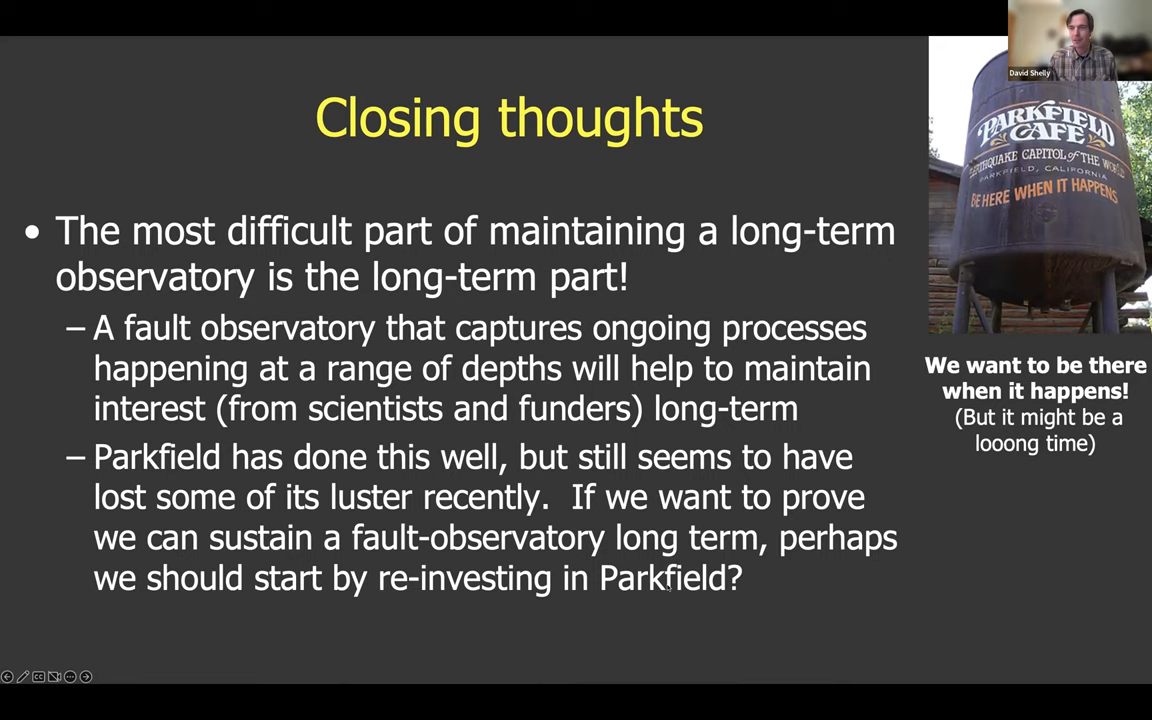 David Shelly
Closing thoughts
• The most difficult part of maintaining a long-term
observatory is the long-term part!
– A fault observatory that captures ongoing processes
happening at a range of depths will help to maintain
interest (from scientists and funders) long-term
– Parkfield has done this well, but still seems to have
lost some of its luster recently.  If we want to prove
we can sustain a fault-observatory long term, perhaps
we should start by re-investing in Parkfield?
PARKFIELD
CAFE
EARTHQUAKE CAPITOL of THE WORLD
PARKFIELD, CALIFORNIA
BE HERE WHEN IT HAPPENS
We want to be there
when it happens!
(But it might be a
looong time)
CC